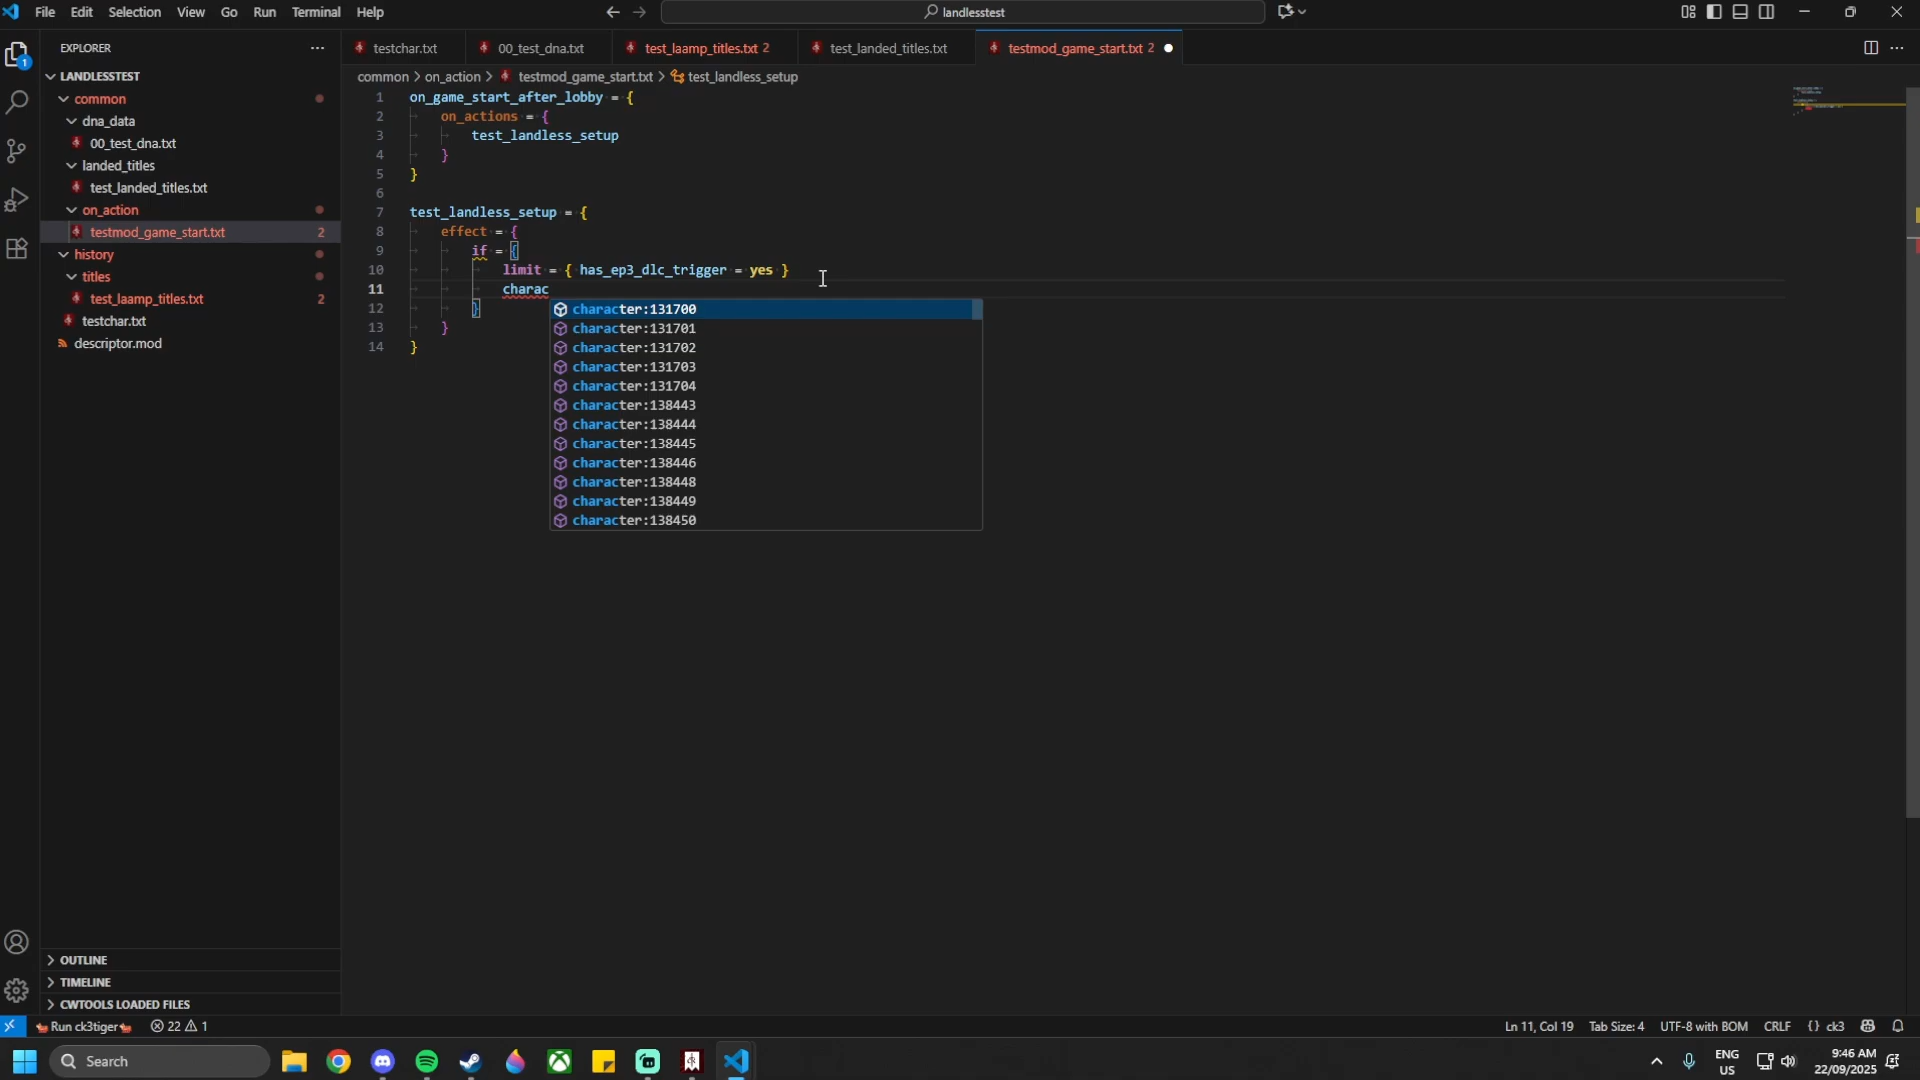 File Edit Selection View Go Run Terminal Help
landlesstest
EXPLORER
testchar.txt 00_test_dna.txt test_laamp_titles.txt 2 test_landed_titles.txt testmod_game_start.txt 2
LANDLESSTEST
common
dna_data
00_test_dna.txt
landed_titles
test_landed_titles.txt
on_action
testmod_game_start.txt 2
history
titles
test_laamp_titles.txt 2
testchar.txt
descriptor.mod
common > on_action > testmod_game_start.txt > test_landless_setup
1 on_game_start_after_lobby = {
2 on_actions = {
3 test_landless_setup
4 }
5 }
6
7 test_landless_setup = {
8 effect = {
9 if = {
10 limit = { has_ep3_dlc_trigger = yes }
11 charac
12 }
13 }
14 }
character:131700
character:131701
character:131702
character:131703
character:131704
character:138443
character:138444
character:138445
character:138446
character:138448
character:138449
character:138450
OUTLINE
TIMELINE
CWTOOLS LOADED FILES
1
Run ck3tiger 22 1
Ln 11, Col 19 Tab Size: 4 UTF-8 with BOM CRLF {} ck3
Search
ENG
US
9:46 AM
22/09/2025